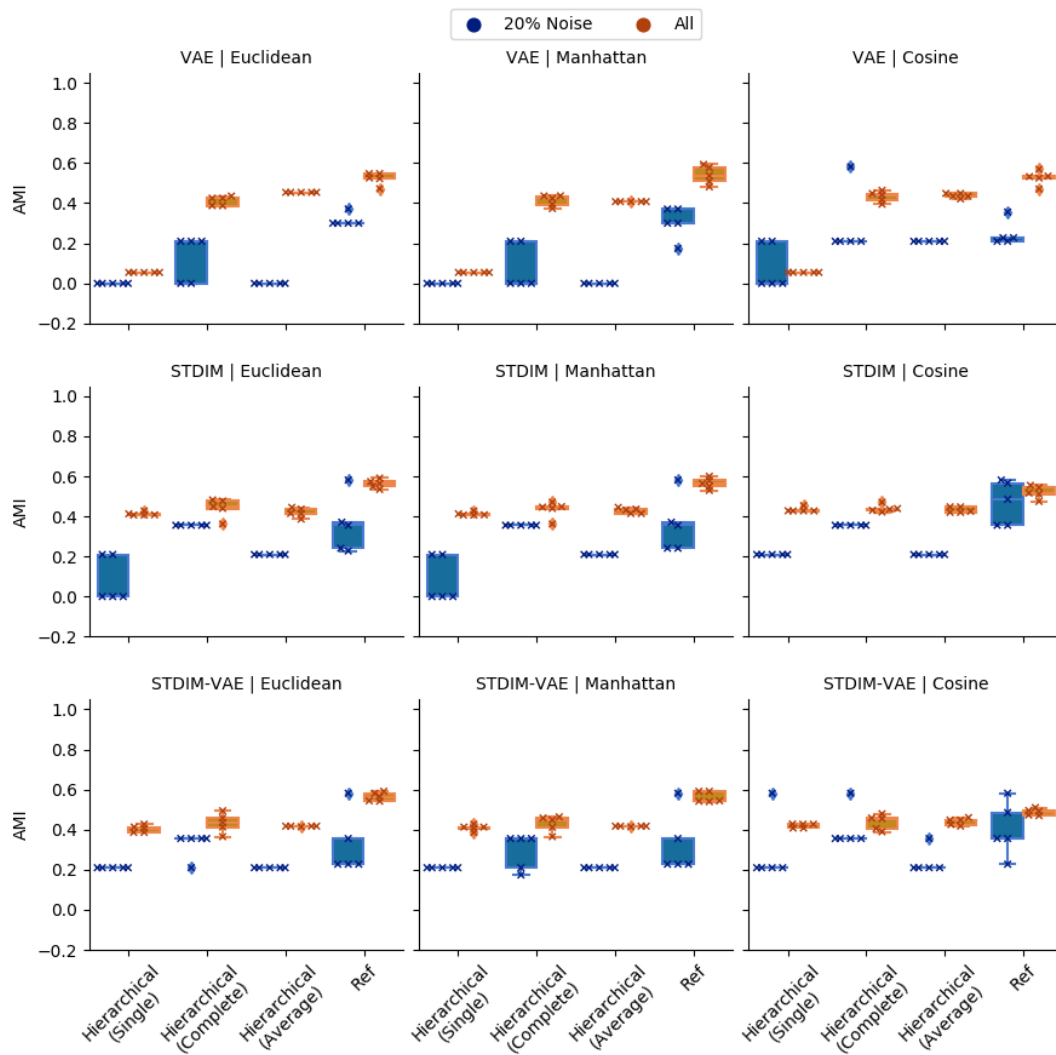 20% Noise All
VAE | Euclidean VAE | Manhattan VAE | Cosine
1.0
0.8
0.6
AMI
0.4
0.2
0.0
−0.2
STDIM | Euclidean STDIM | Manhattan STDIM | Cosine
1.0
0.8
0.6
AMI
0.4
0.2
0.0
−0.2
STDIM-VAE | Euclidean STDIM-VAE | Manhattan STDIM-VAE | Cosine
1.0
0.8
0.6
AMI
0.4
0.2
0.0
−0.2
Hierarchical
(Single)
Hierarchical
(Complete)
Hierarchical
(Average)
Ref
Hierarchical
(Single)
Hierarchical
(Complete)
Hierarchical
(Average)
Ref
Hierarchical
(Single)
Hierarchical
(Complete)
Hierarchical
(Average)
Ref